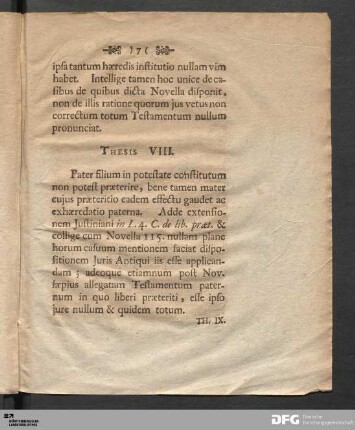 )7(
ipsa tantum hæredis institutio nullam vim
habet. Intellige tamen hoc unice de ca-
sibus de quibus dicta Novella disponit,
non de illis ratione quorum jus vetus non
correctum totum Testamentum nullum
pronunciat.
THESIS VIII.
Pater filium in potestate constitutum
non potest præterire, bene tamen mater
cujus præteritio eadem effectu gaudet ac
exhæredatio paterna. Adde extensio-
nem Justiniani in L. 4. C. de lib. præt. &
collige cum Novella 115. nullam plane
horum casuum mentionem faciat dispo-
sitionem Juris Antiqui iis esse applican-
dam; adeoque etiamnum post Nov.
sæpius allegatam Testamentum pater-
num in quo liberi præteriti, esse ipso
jure nullum & quidem totum.
TH. IX.
DFG Deutsche
Forschungsgemeinschaft